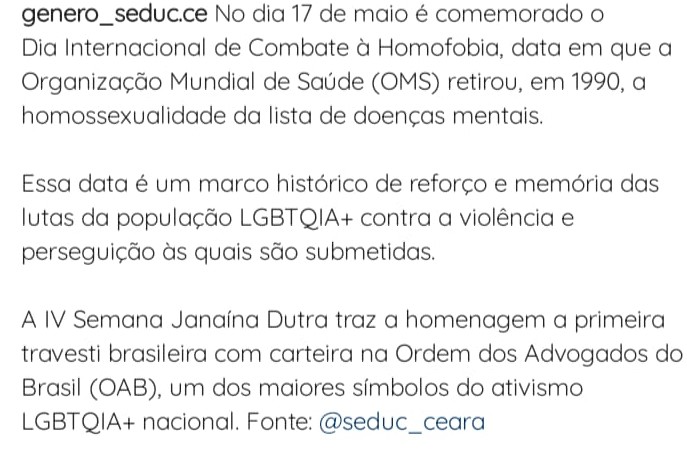 genero_seduc.ce No dia 17 de maio é comemorado o
Dia Internacional de Combate à Homofobia, data em que a
Organização Mundial de Saúde (OMS) retirou, em 1990, a
homossexualidade da lista de doenças mentais.
Essa data é um marco histórico de reforço e memória das
lutas da população LGBTQIA+ contra a violência e
perseguição às quais são submetidas.
A IV Semana Janaína Dutra traz a homenagem a primeira
travesti brasileira com carteira na Ordem dos Advogados do
Brasil (OAB), um dos maiores símbolos do ativismo
LGBTQIA+ nacional. Fonte: @seduc_ceara